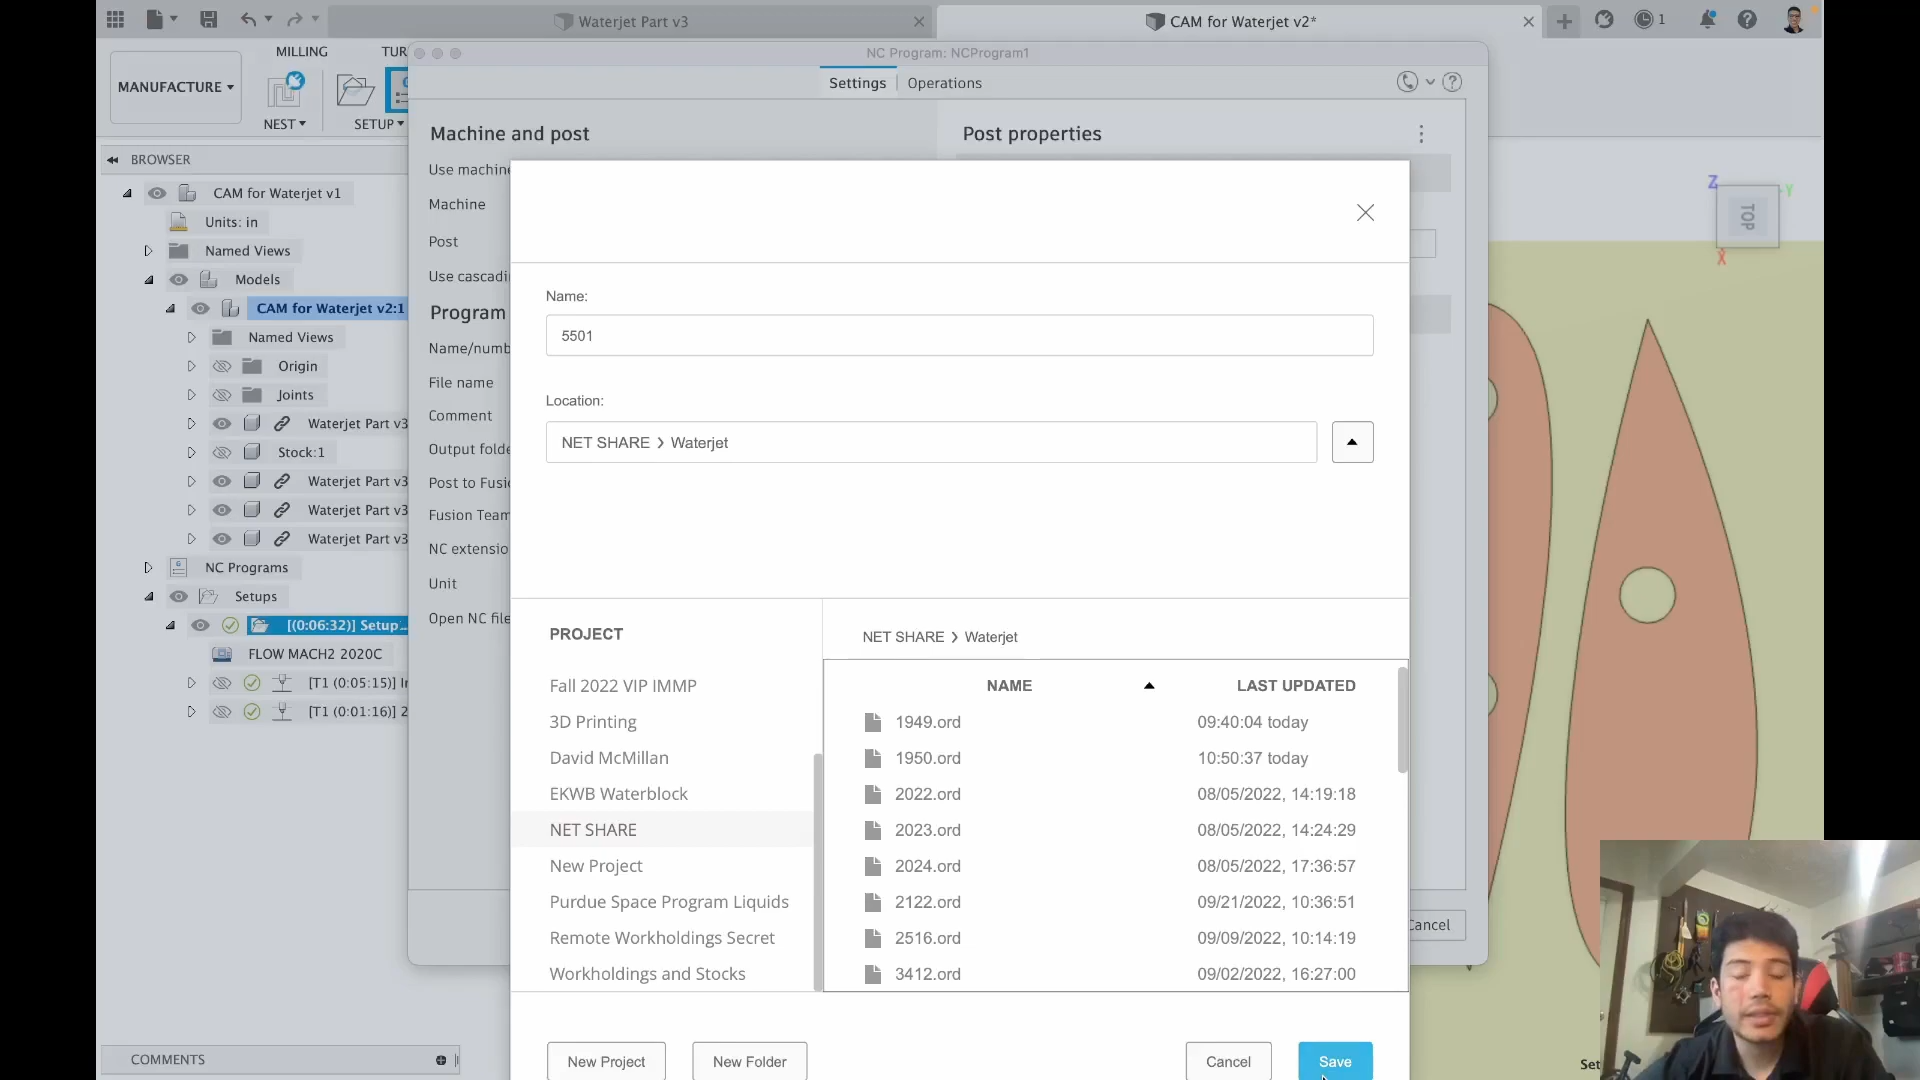 Waterjet Part v3
CAM for Waterjet v2*
1
MILLING
TUR
MANUFACTURE
NEST
SETUP
NC Program: NCProgram1
Settings
Operations
Machine and post
Post properties
BROWSER
CAM for Waterjet v1
Units: in
Named Views
Models
CAM for Waterjet v2:1
Named Views
Origin
Joints
Waterjet Part v3
Stock:1
Waterjet Part v3
Waterjet Part v3
Waterjet Part v3
NC Programs
Setups
[(0:06:32)] Setup...
FLOW MACH2 2020C
[T1 (0:05:15)] I
[T1 (0:01:16)] 2
COMMENTS
Use machine
Machine
Post
Use cascadi
Program
Name/numb
File name
Comment
Output folde
Post to Fusi
Fusion Team
NC extensio
Unit
Open NC file
Name:
5501
Location:
NET SHARE > Waterjet
PROJECT
Fall 2022 VIP IMMP
3D Printing
David McMillan
EKWB Waterblock
NET SHARE
New Project
Purdue Space Program Liquids
Remote Workholdings Secret
Workholdings and Stocks
NET SHARE > Waterjet
NAME LAST UPDATED
1949.ord 09:40:04 today
1950.ord 10:50:37 today
2022.ord 08/05/2022, 14:19:18
2023.ord 08/05/2022, 14:24:29
2024.ord 08/05/2022, 17:36:57
2122.ord 09/21/2022, 10:36:51
2516.ord 09/09/2022, 10:14:19
3412.ord 09/02/2022, 16:27:00
New Project
New Folder
Cancel
Save
Cancel
Z
Y
TOP
X
Set